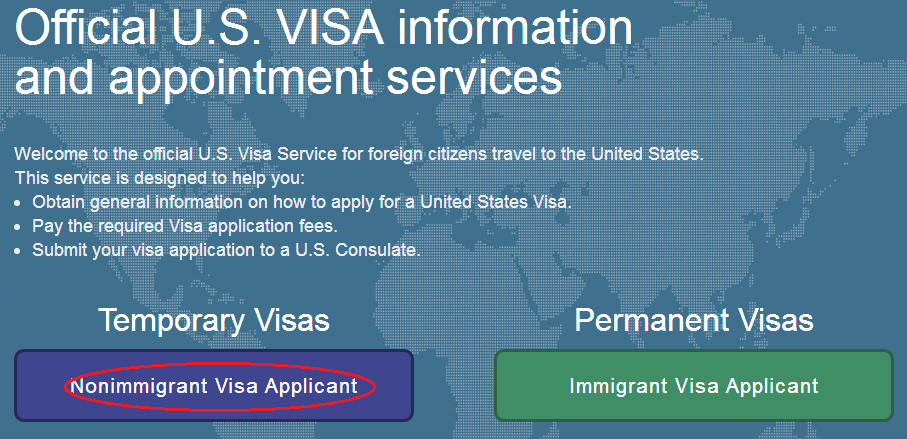 Official U.S. VISA information
and appointment services
Welcome to the official U.S. Visa Service for foreign citizens travel to the United States.
This service is designed to help you:
• Obtain general information on how to apply for a United States Visa.
• Pay the required Visa application fees.
• Submit your visa application to a U.S. Consulate.
Temporary Visas
Permanent Visas
Nonimmigrant Visa Applicant
Immigrant Visa Applicant